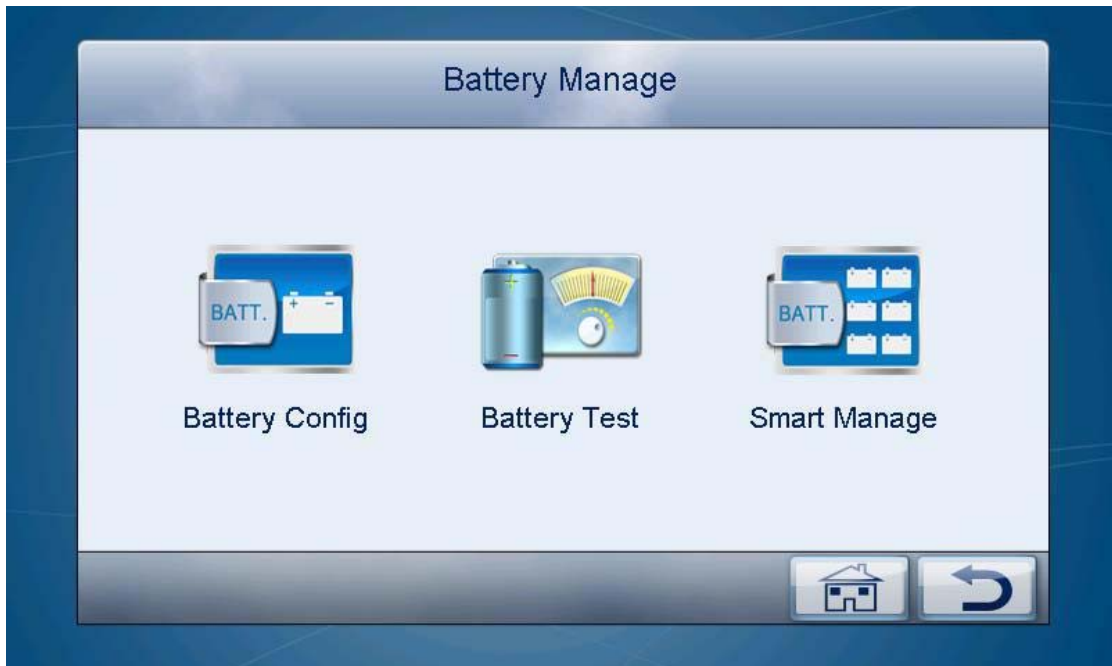 Battery Manage
BATT.
BATT.
Battery Config
Battery Test
Smart Manage